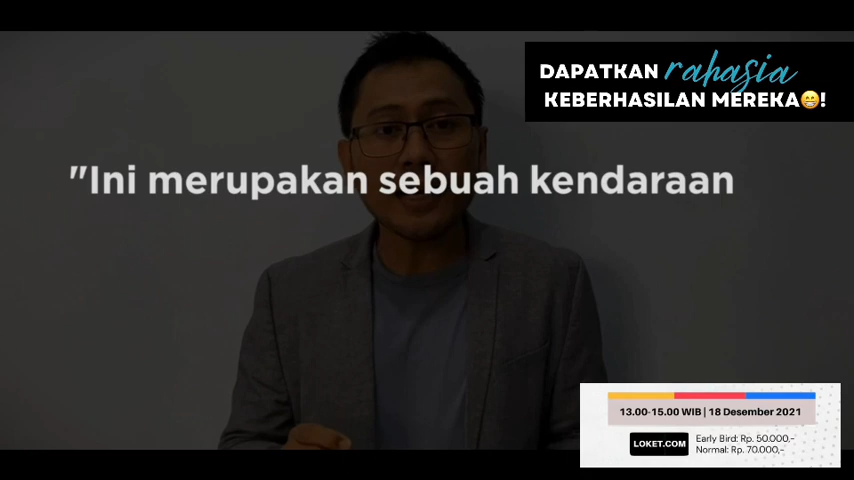 DAPATKAN rahasia
KEBERHASILAN MEREKA😁!
"Ini merupakan sebuah kendaraan
13.00-15.00 WIB | 18 Desember 2021
LOKET.COM
Early Bird: Rp. 50.000,-
Normal: Rp. 70.000,-